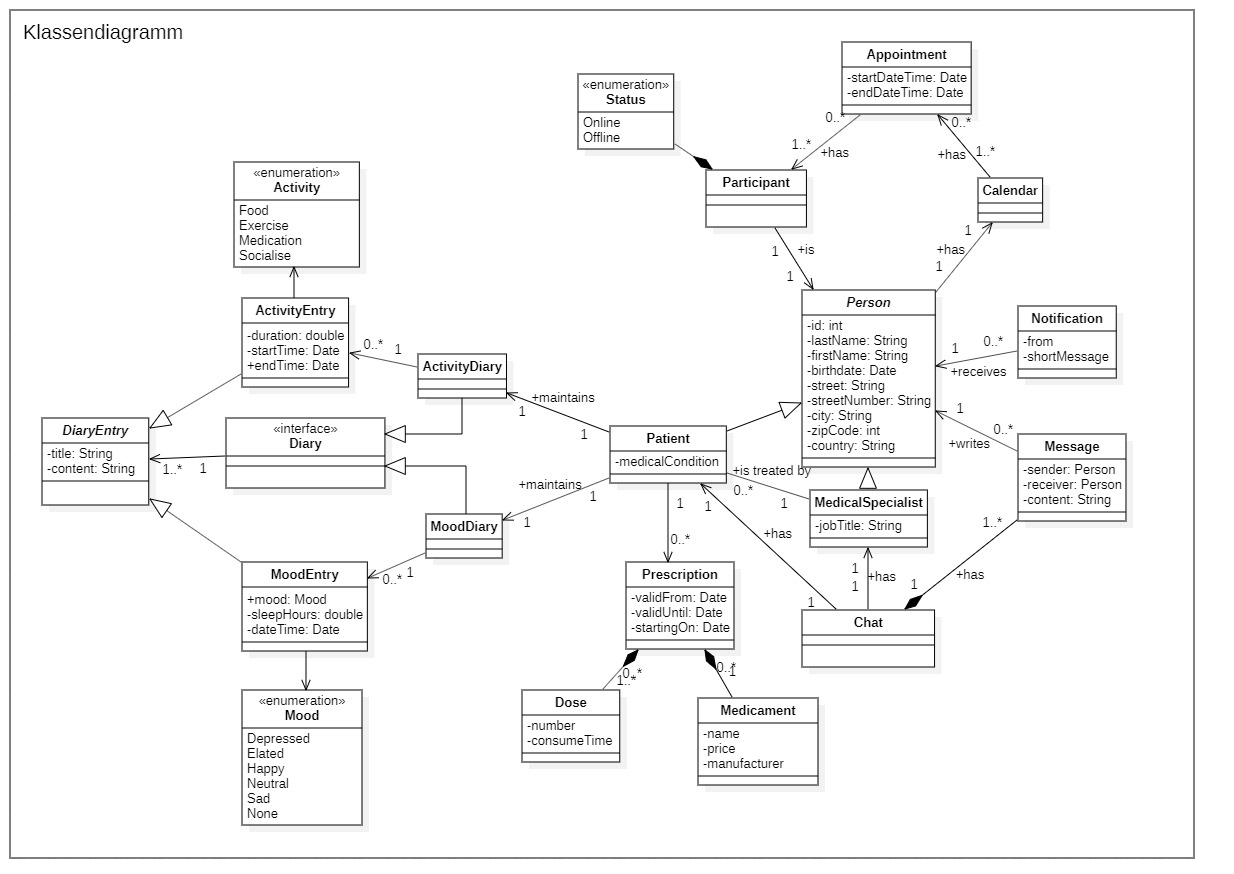 Klassendiagramm
Appointment
-startDateTime: Date
-endDateTime: Date
«enumeration»
Status
Online
Offline
0..*
1..*
+has
0..*
1..*
+has
Participant
Calendar
«enumeration»
Activity
Food
Exercise
Medication
Socialise
1
+is
1
1
+has
1
Person
-id: int
-lastName: String
-firstName: String
-birthdate: Date
-street: String
-streetNumber: String
-city: String
-zipCode: int
-country: String
ActivityEntry
-duration: double
-startTime: Date
+endTime: Date
0..*
1
ActivityDiary
Notification
-from
-shortMessage
0..*
1
+receives
+maintains
1
1
DiaryEntry
-title: String
-content: String
«interface»
Diary
1..*
1
Patient
-medicalCondition
1
0..*
+writes
Message
-sender: Person
-receiver: Person
-content: String
+is treated by
0..*
1
MedicalSpecialist
-jobTitle: String
+maintains
1
1
MoodDiary
0..*
1
1
0..*
1
+has
1
1
1
+has
1..*
+has
1
MoodEntry
+mood: Mood
-sleepHours: double
-dateTime: Date
Prescription
-validFrom: Date
-validUntil: Date
-startingOn: Date
Chat
0..*
1..*
0..*
1
«enumeration»
Mood
Depressed
Elated
Happy
Neutral
Sad
None
Dose
-number
-consumeTime
Medicament
-name
-price
-manufacturer